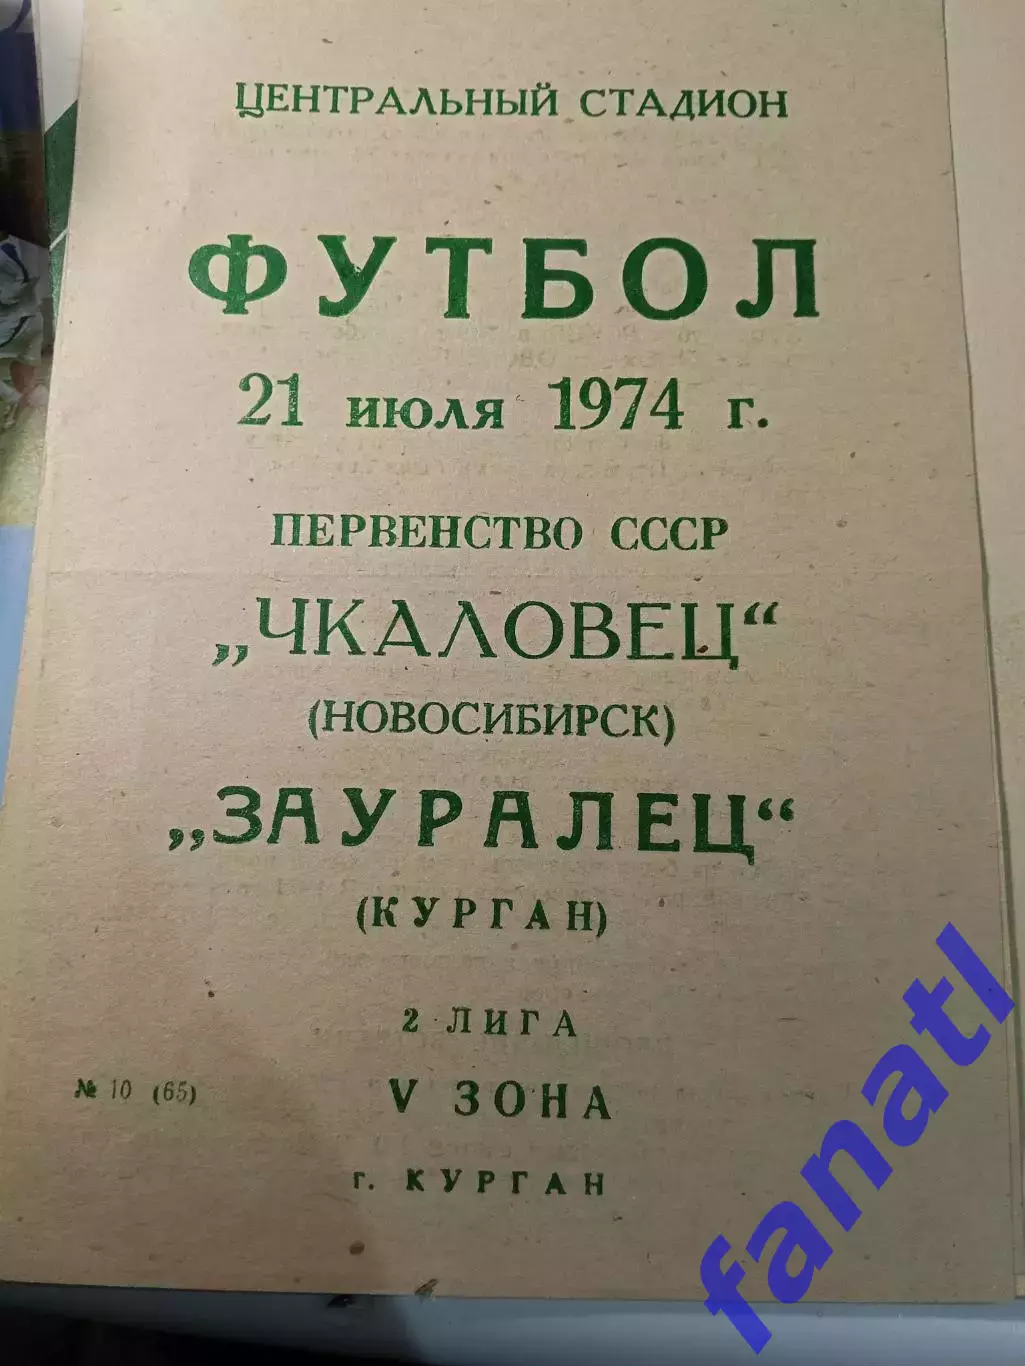 ЦЕНТРАЛЬНЫЙ СТАДИОН
ФУТБОЛ
21 июля 1974 г.
ПЕРВЕНСТВО СССР
„ЧКАЛОВЕЦ“
(НОВОСИБИРСК)
„ЗАУРАЛЕЦ“
(КУРГАН)
2 ЛИГА
№ 10 (65)
V ЗОНА
г. КУРГАН
fanatl